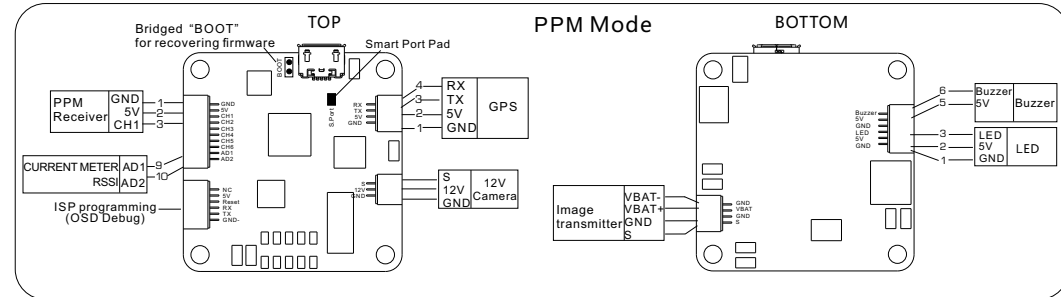 PPM Mode
TOP
BOTTOM
Bridged “BOOT”
for recovering firmware
Smart Port Pad
BOOT
S.Port
PPM
Receiver
GND 1
5V 2
CH1 3
GND
5V
CH1
CH2
CH3
CH4
CH5
CH6
AD1
AD2
CURRENT METER AD1 9
RSSI AD2 10
ISP programming
(OSD Debug)
NC
5V
Reset
RX
TX
GND-
RX
TX
5V
GND
4 RX
3 TX
2 5V
1 GND
GPS
S
12V
GND
S
12V
GND
12V
Camera
Image
transmitter
VBAT-
VBAT+
GND
S
GND
VBAT
GND
S
Buzzer
5V
GND
LED
5V
GND
6 Buzzer
5 5V
Buzzer
3 LED
2 5V
1 GND
LED